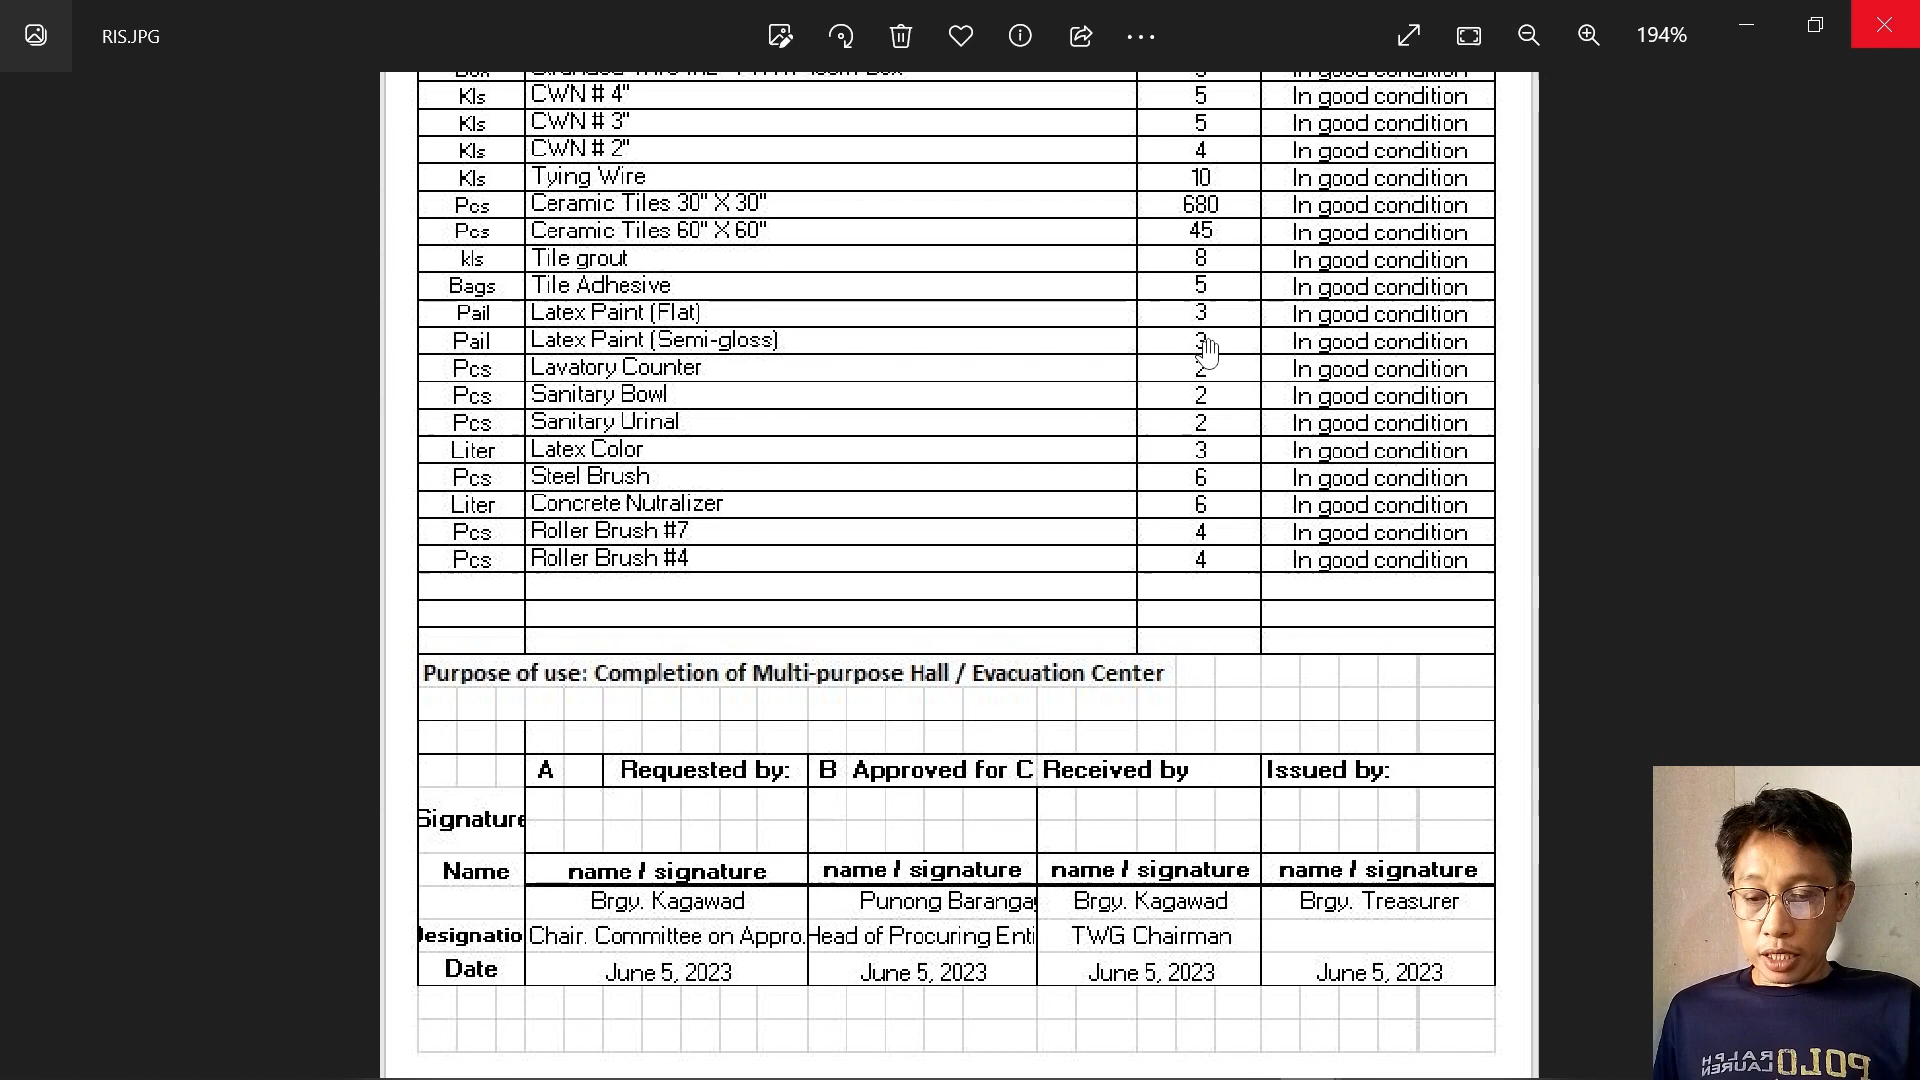 RIS.JPG
194%
Kls CWN # 4" 5 In good condition
Kls CWN # 3" 5 In good condition
Kls CWN # 2" 4 In good condition
Kls Tying Wire 10 In good condition
Pcs Ceramic Tiles 30" X 30" 680 In good condition
Pcs Ceramic Tiles 60" X 60" 45 In good condition
kls Tile grout 8 In good condition
Bags Tile Adhesive 5 In good condition
Pail Latex Paint (Flat) 3 In good condition
Pail Latex Paint (Semi-gloss) 3 In good condition
Pcs Lavatory Counter 2 In good condition
Pcs Sanitary Bowl 2 In good condition
Pcs Sanitary Urinal 2 In good condition
Liter Latex Color 3 In good condition
Pcs Steel Brush 6 In good condition
Liter Concrete Nutralizer 6 In good condition
Pcs Roller Brush #7 4 In good condition
Pcs Roller Brush #4 4 In good condition
Purpose of use: Completion of Multi-purpose Hall / Evacuation Center
A Requested by: B Approved for C Received by Issued by:
Signature
Name name / signature name / signature name / signature name / signature
Brgy. Kagawad Punong Baranga Brgy. Kagawad Brgy. Treasurer
esignatio Chair. Committee on Appro. Head of Procuring Enti TWG Chairman
Date June 5, 2023 June 5, 2023 June 5, 2023 June 5, 2023
POLO RALPH LAUREN